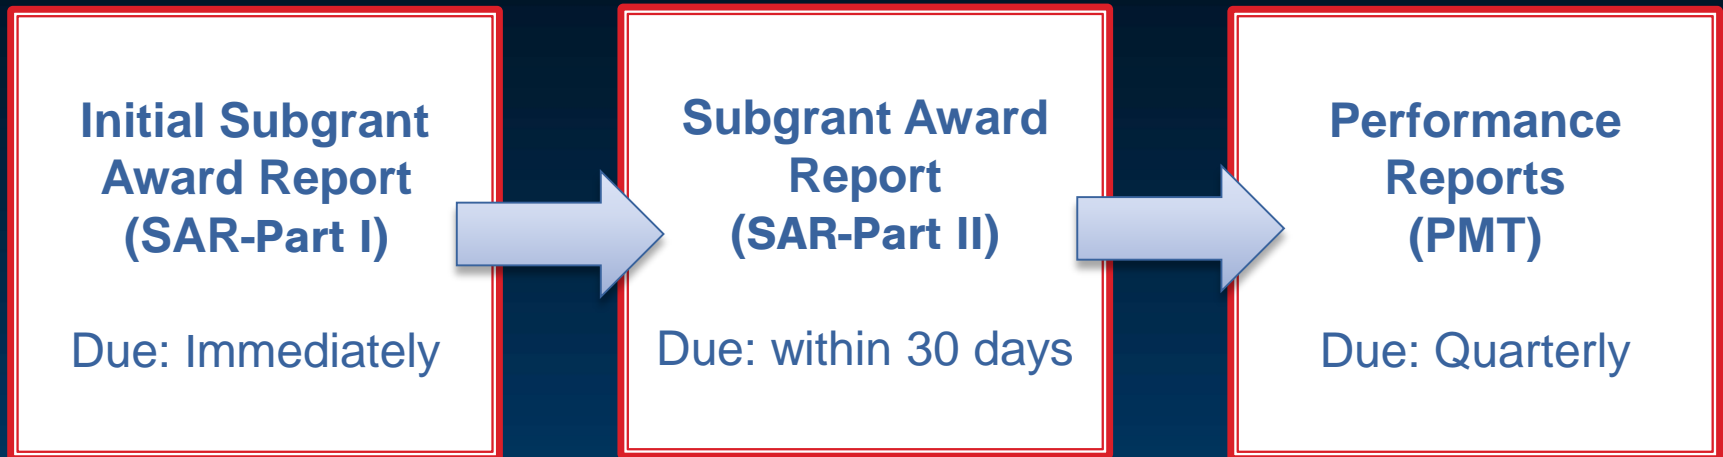 Initial Subgrant
Award Report
(SAR-Part I)
Due: Immediately
Subgrant Award
Report
(SAR-Part II)
Due: within 30 days
Performance
Reports
(PMT)
Due: Quarterly